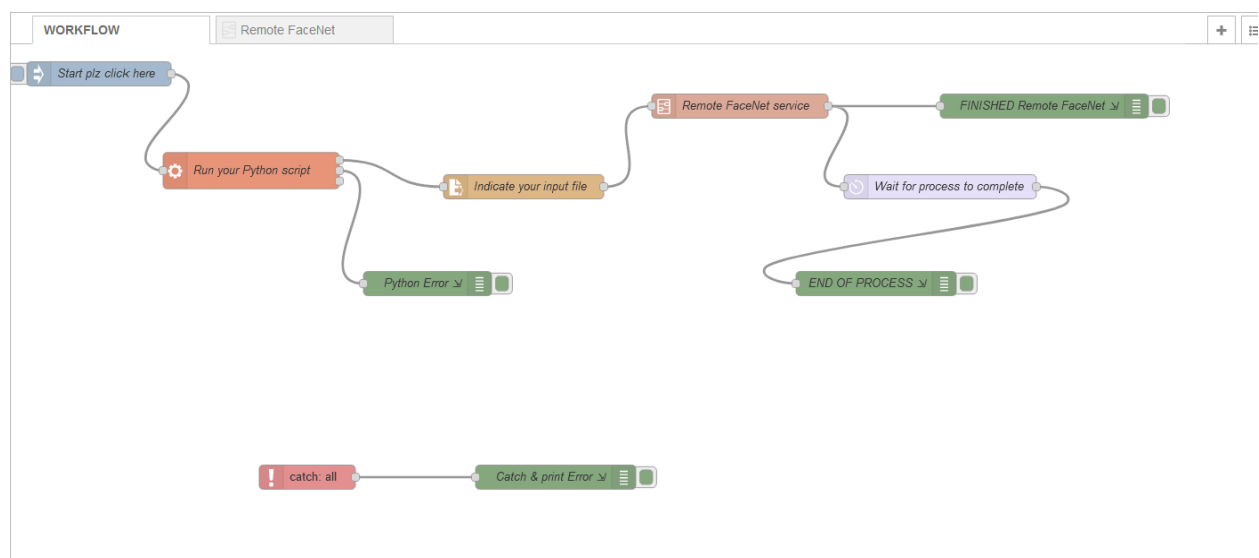 WORKFLOW
Remote FaceNet
Start plz click here
Remote FaceNet service
FINISHED Remote FaceNet
Run your Python script
Indicate your input file
Wait for process to complete
Python Error
END OF PROCESS
catch: all
Catch & print Error